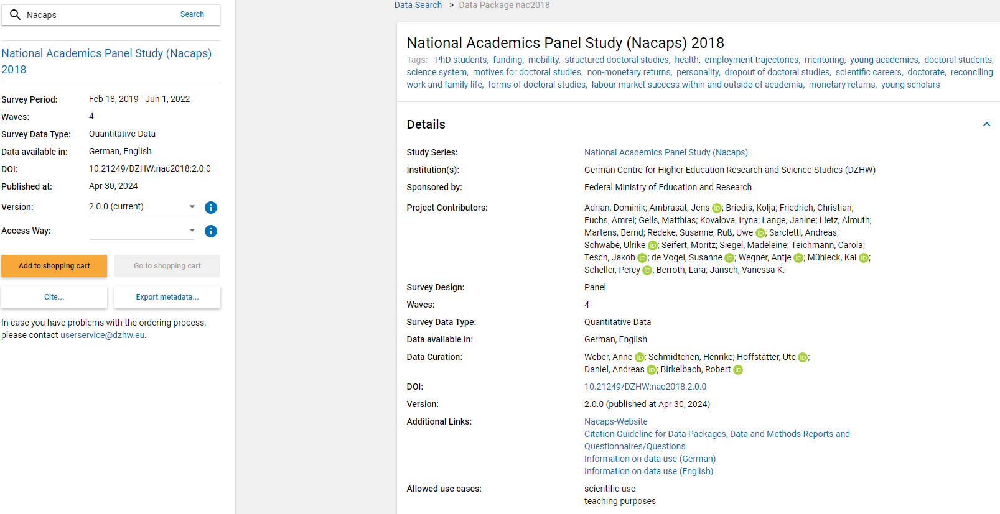 Nacaps Search
National Academics Panel Study (Nacaps)
2018
Survey Period: Feb 18, 2019 - Jun 1, 2022
Waves: 4
Survey Data Type: Quantitative Data
Data available in: German, English
DOI: 10.21249/DZHW:nac2018:2.0.0
Published at: Apr 30, 2024
Version: 2.0.0 (current) i
Access Way: i
Add to shopping cart Go to shopping cart
Cite... Export metadata...
In case you have problems with the ordering process,
please contact userservice@dzhw.eu.
Data Search > Data Package nac2018
National Academics Panel Study (Nacaps) 2018
Tags: PhD students, funding, mobility, structured doctoral studies, health, employment trajectories, mentoring, young academics, doctoral students,
science system, motives for doctoral studies, non-monetary returns, personality, dropout of doctoral studies, scientific careers, doctorate, reconciling
work and family life, forms of doctoral studies, labour market success within and outside of academia, monetary returns, young scholars
Details
Study Series: National Academics Panel Study (Nacaps)
Institution(s): German Centre for Higher Education Research and Science Studies (DZHW)
Sponsored by: Federal Ministry of Education and Research
Project Contributors: Adrian, Dominik; Ambrasat, Jens iD; Briedis, Kolja; Friedrich, Christian;
Fuchs, Amrei; Geils, Matthias; Kovalova, Iryna; Lange, Janine; Lietz, Almuth;
Martens, Bernd; Redeke, Susanne; Ruß, Uwe iD; Sarcletti, Andreas;
Schwabe, Ulrike iD; Seifert, Moritz; Siegel, Madeleine; Teichmann, Carola;
Tesch, Jakob iD; de Vogel, Susanne iD; Wegner, Antje iD; Mühleck, Kai iD;
Scheller, Percy iD; Berroth, Lara; Jänsch, Vanessa K.
Survey Design: Panel
Waves: 4
Survey Data Type: Quantitative Data
Data available in: German, English
Data Curation: Weber, Anne iD; Schmidtchen, Henrike; Hoffstätter, Ute iD;
Daniel, Andreas iD; Birkelbach, Robert iD
DOI: 10.21249/DZHW:nac2018:2.0.0
Version: 2.0.0 (published at Apr 30, 2024)
Additional Links: Nacaps-Website
Citation Guideline for Data Packages, Data and Methods Reports and
Questionnaires/Questions
Information on data use (German)
Information on data use (English)
Allowed use cases: scientific use
teaching purposes